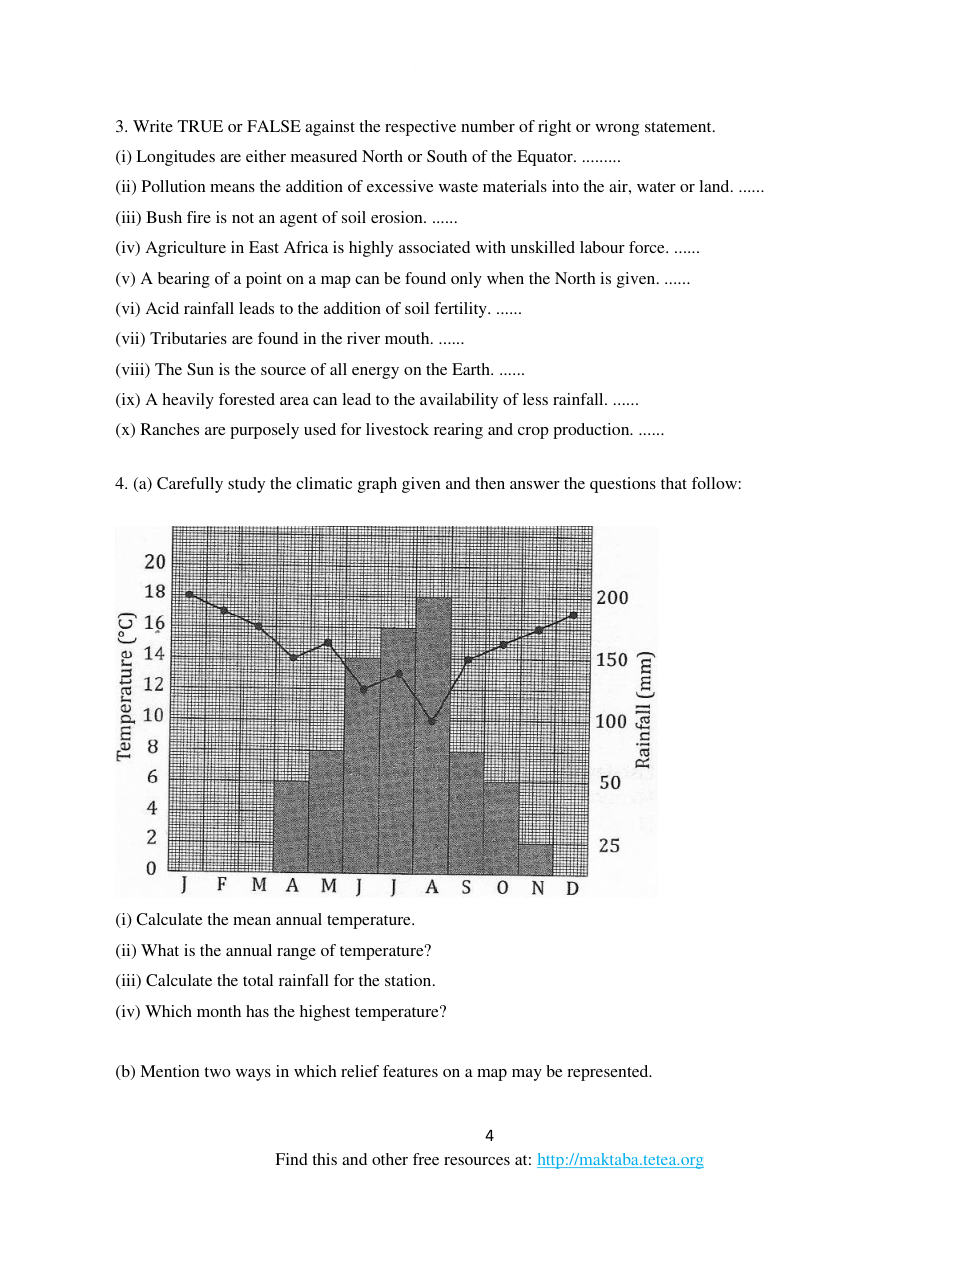 3. Write TRUE or FALSE against the respective number of right or wrong statement.
(i) Longitudes are either measured North or South of the Equator. .........
(ii) Pollution means the addition of excessive waste materials into the air, water or land. ......
(iii) Bush fire is not an agent of soil erosion. ......
(iv) Agriculture in East Africa is highly associated with unskilled labour force. ......
(v) A bearing of a point on a map can be found only when the North is given. ......
(vi) Acid rainfall leads to the addition of soil fertility. ......
(vii) Tributaries are found in the river mouth. ......
(viii) The Sun is the source of all energy on the Earth. ......
(ix) A heavily forested area can lead to the availability of less rainfall. ......
(x) Ranches are purposely used for livestock rearing and crop production. ......
4. (a) Carefully study the climatic graph given and then answer the questions that follow:
Temperature (°C)
20
18
16
14
12
10
8
6
4
2
0
200
150
100
50
25
Rainfall (mm)
J F M A M J J A S O N D
(i) Calculate the mean annual temperature.
(ii) What is the annual range of temperature?
(iii) Calculate the total rainfall for the station.
(iv) Which month has the highest temperature?
(b) Mention two ways in which relief features on a map may be represented.
4
Find this and other free resources at: http://maktaba.tetea.org